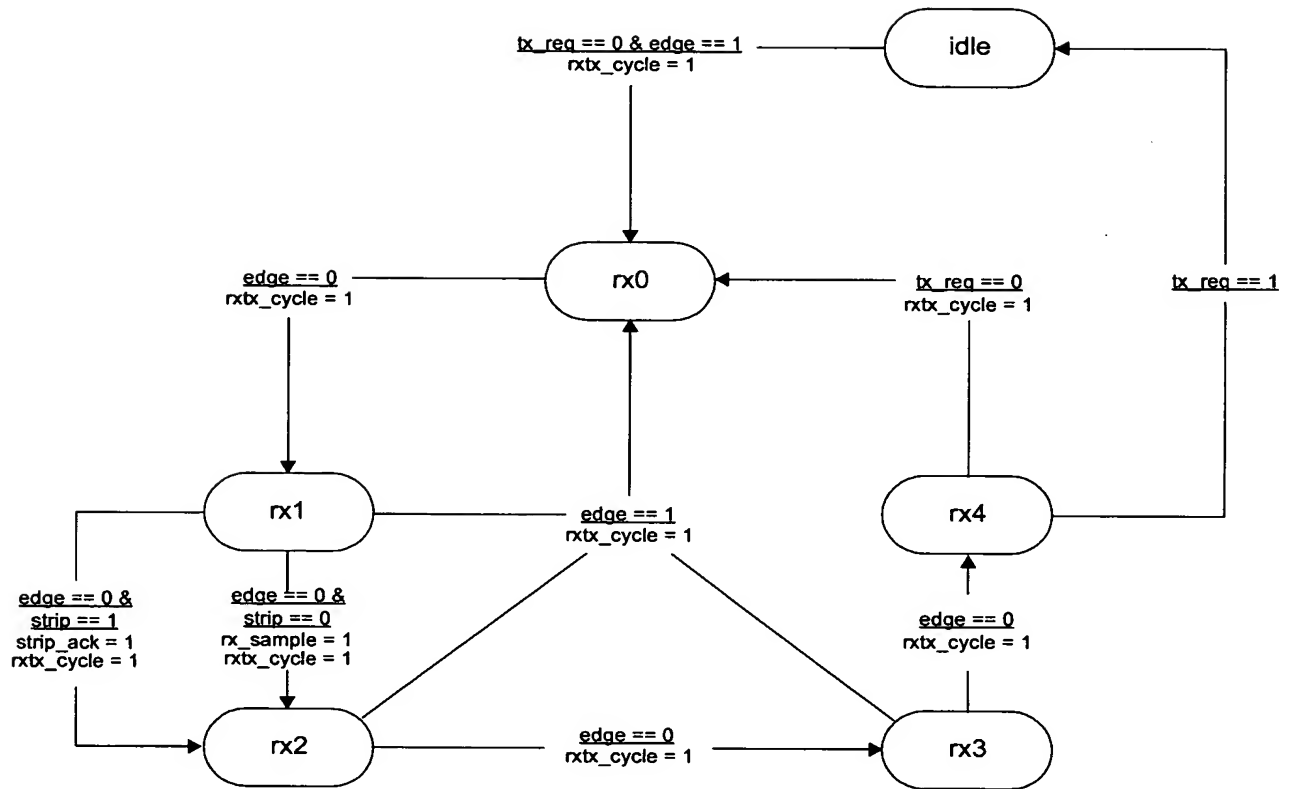 tx_req == 0 & edge == 1
rxtx_cycle = 1
idle
edge == 0
rxtx_cycle = 1
rx0
tx_req == 0
rxtx_cycle = 1
tx_req == 1
rx1
edge == 1
rxtx_cycle = 1
rx4
edge == 0 &
strip == 1
strip_ack = 1
rxtx_cycle = 1
edge == 0 &
strip == 0
rx_sample = 1
rxtx_cycle = 1
edge == 0
rxtx_cycle = 1
rx2
edge == 0
rxtx_cycle = 1
rx3